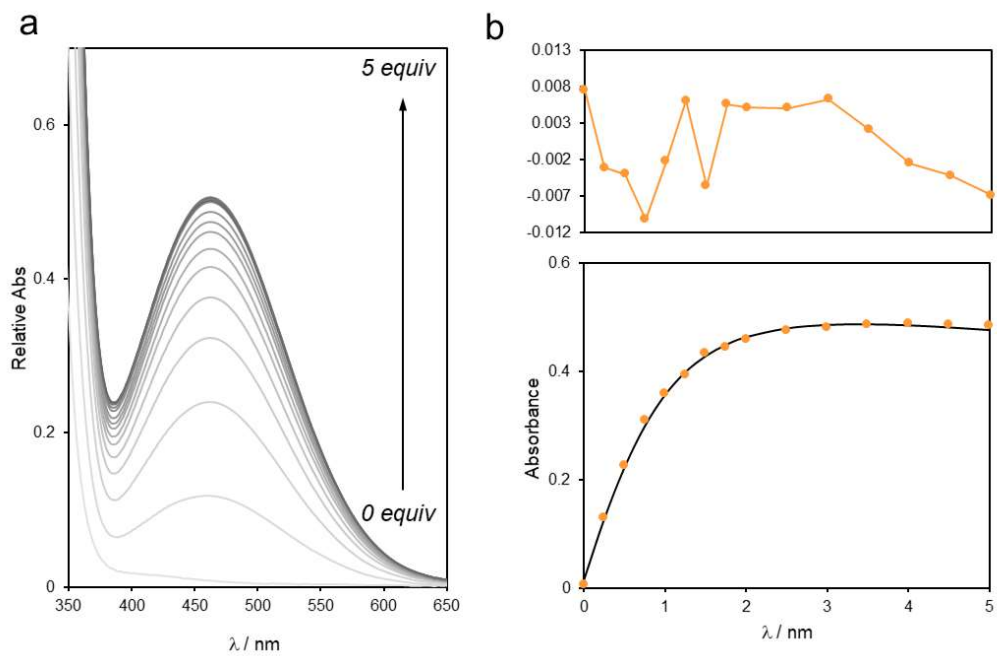 a
5 equiv
0 equiv
Relative Abs
0.6
0.4
0.2
0
350 400 450 500 550 600 650
λ / nm
b
0.013
0.008
0.003
-0.002
-0.007
-0.012
Absorbance
0.6
0.4
0.2
0
0 1 2 3 4 5
λ / nm